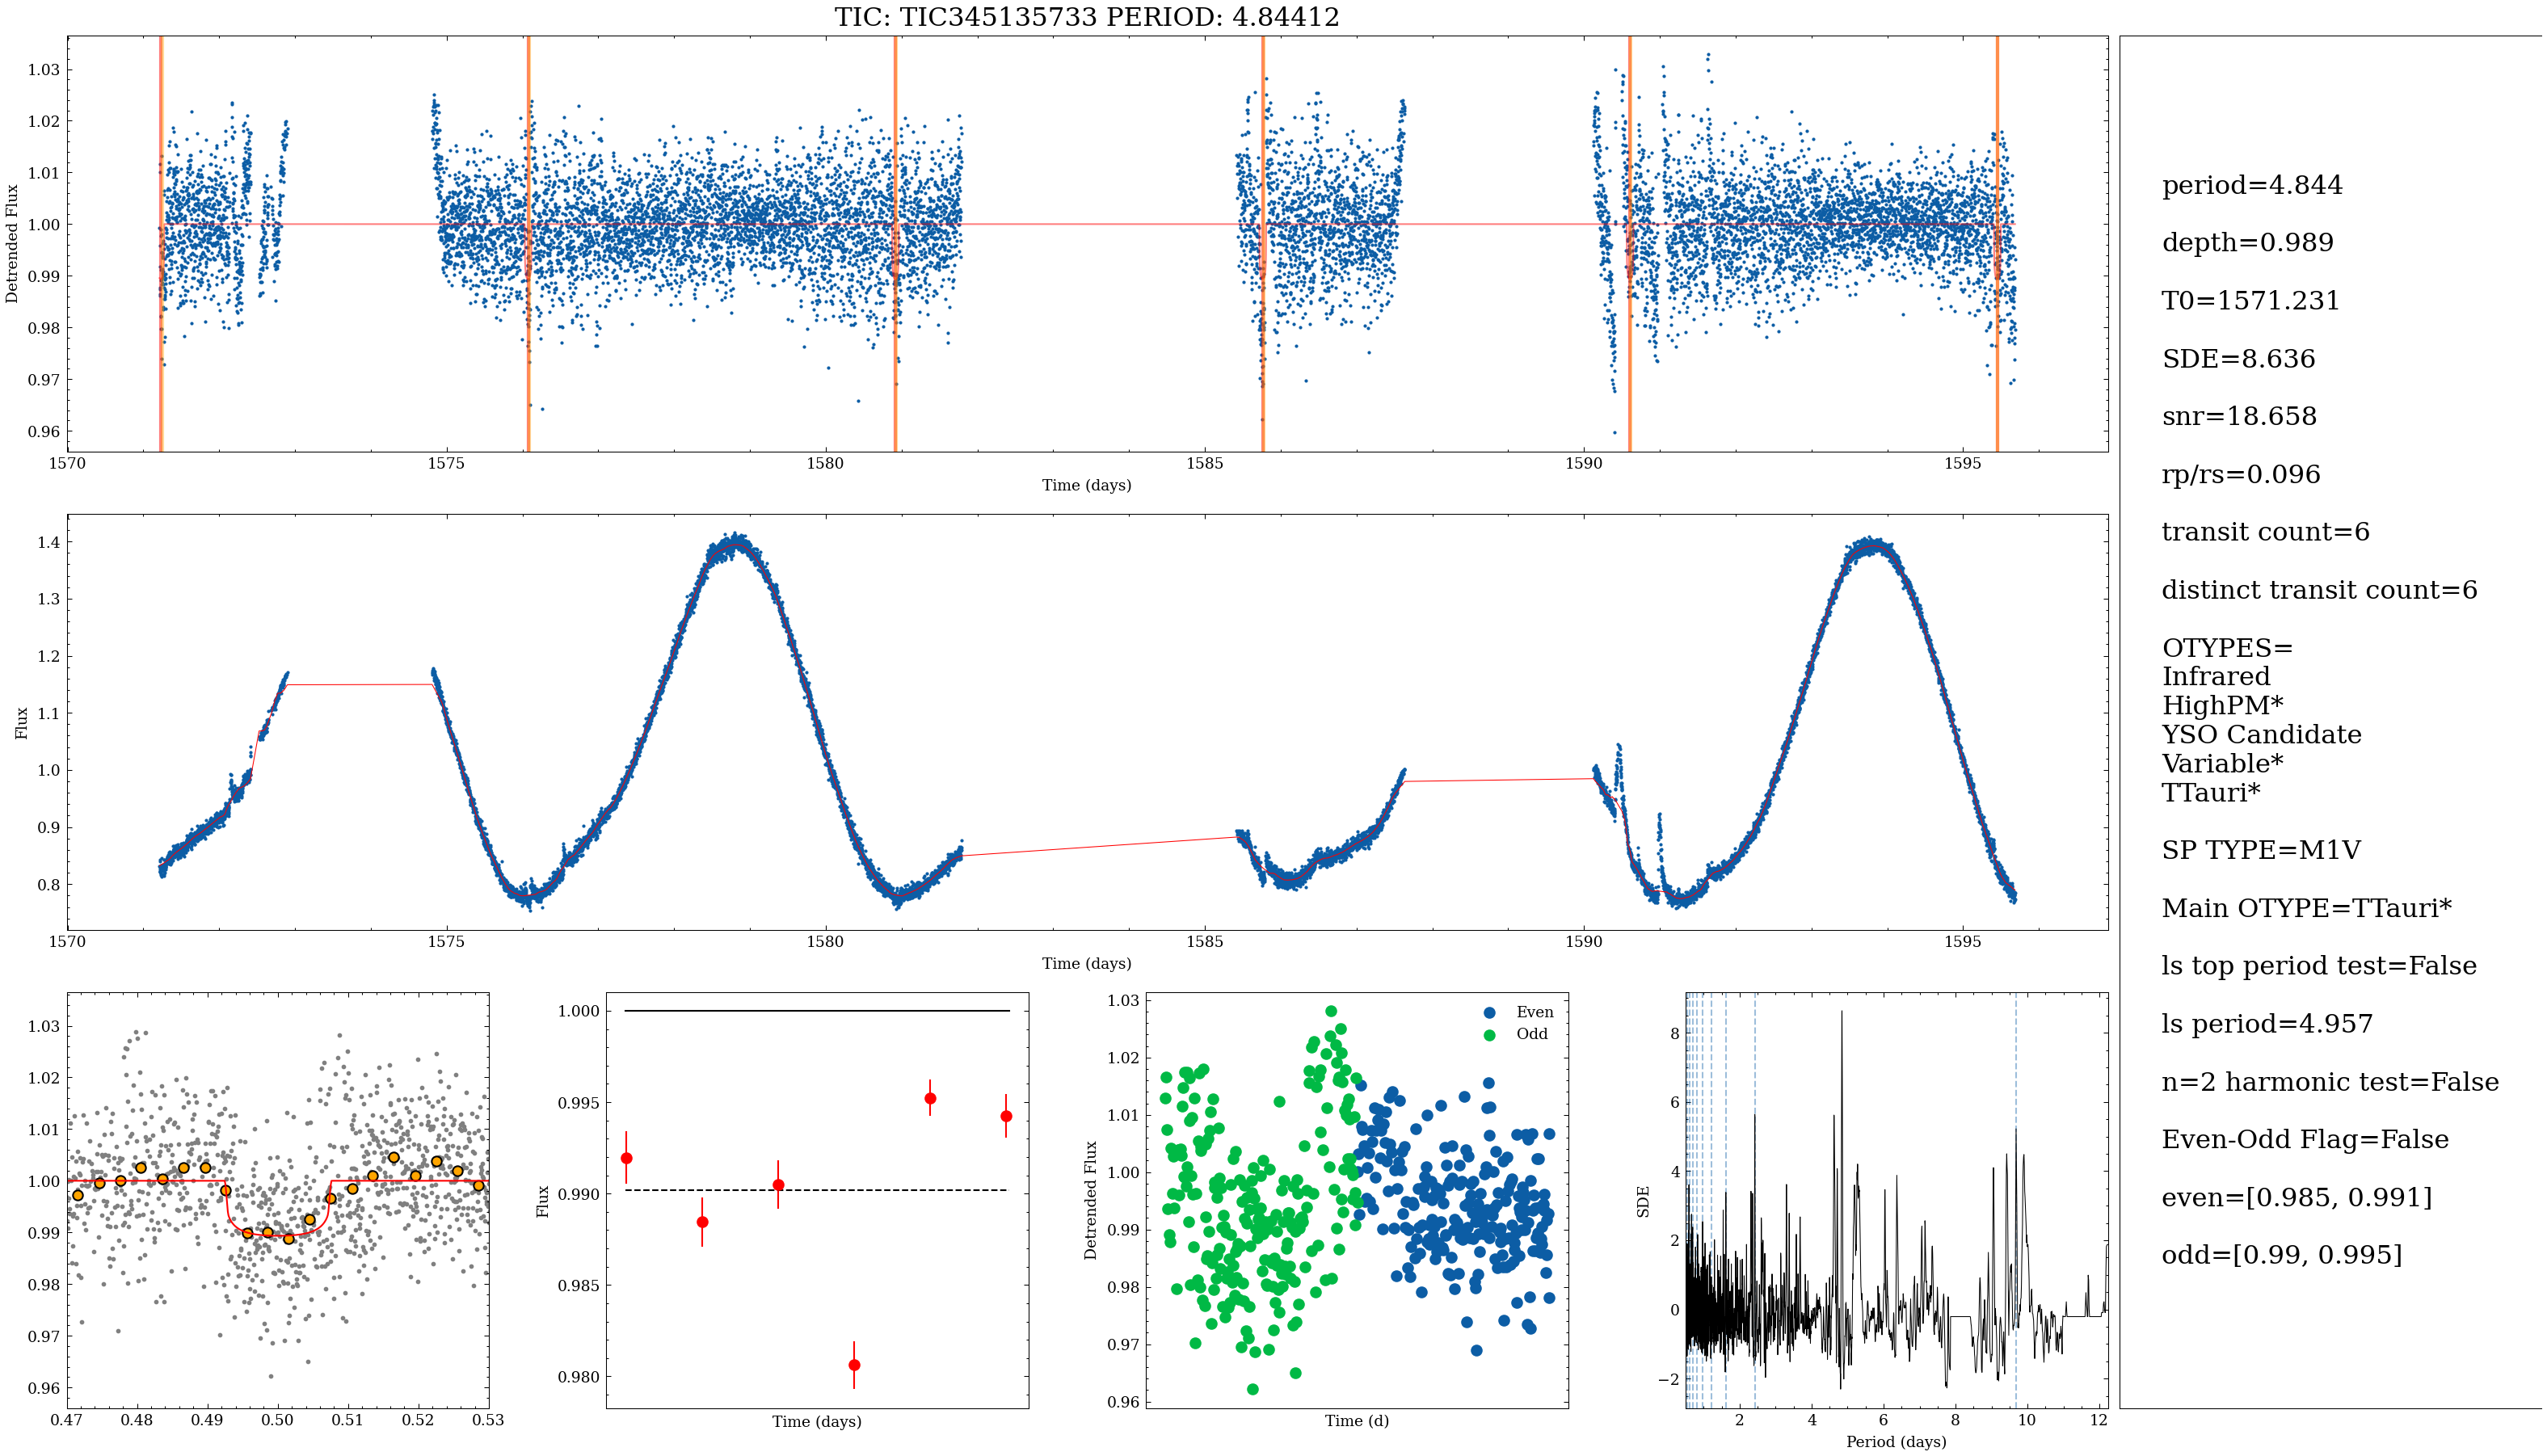 TIC: TIC345135733 PERIOD: 4.84412
1.03
1.02
1.01
1.00
0.99
0.98
0.97
0.96
Detrended Flux
1570
1575
1580
1585
1590
1595
Time (days)
1.4
1.3
1.2
1.1
1.0
0.9
0.8
Flux
1570
1575
1580
1585
1590
1595
Time (days)
1.03
1.02
1.01
1.00
0.99
0.98
0.97
0.96
0.47
0.48
0.49
0.50
0.51
0.52
0.53
1.000
0.995
0.990
0.985
0.980
Flux
Time (days)
1.03
1.02
1.01
1.00
0.99
0.98
0.97
0.96
Detrended Flux
Even
Odd
Time (d)
8
6
4
2
0
−2
SDE
2
4
6
8
10
12
Period (days)
period=4.844
depth=0.989
T0=1571.231
SDE=8.636
snr=18.658
rp/rs=0.096
transit count=6
distinct transit count=6
OTYPES=
Infrared
HighPM*
YSO Candidate
Variable*
TTauri*
SP TYPE=M1V
Main OTYPE=TTauri*
ls top period test=False
ls period=4.957
n=2 harmonic test=False
Even-Odd Flag=False
even=[0.985, 0.991]
odd=[0.99, 0.995]